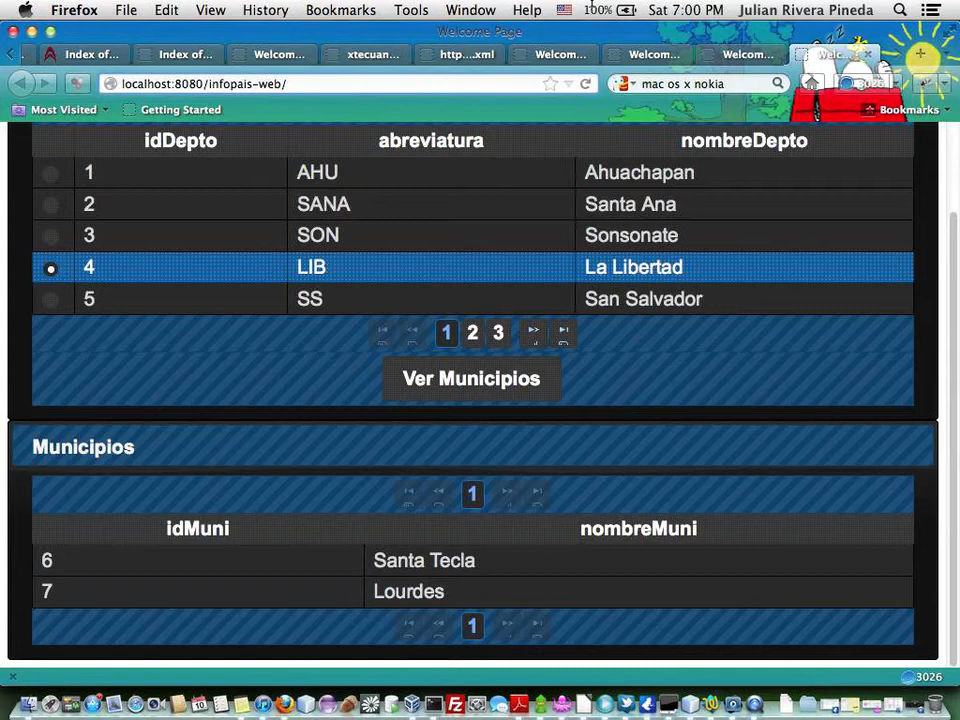 Firefox File Edit View History Bookmarks Tools Window Help 100% Sat 7:00 PM Julian Rivera Pineda
Welcome Page
Index of... Index of... Welcom... xtecuan... http...xml Welcom... Welcom... Welcom... Welc...
localhost:8080/infopais-web/ mac os x nokia 3026
Most Visited Getting Started Bookmarks
idDepto abreviatura nombreDepto
1 AHU Ahuachapan
2 SANA Santa Ana
3 SON Sonsonate
4 LIB La Libertad
5 SS San Salvador
1 2 3
Ver Municipios
Municipios
1
idMuni nombreMuni
6 Santa Tecla
7 Lourdes
1
3026